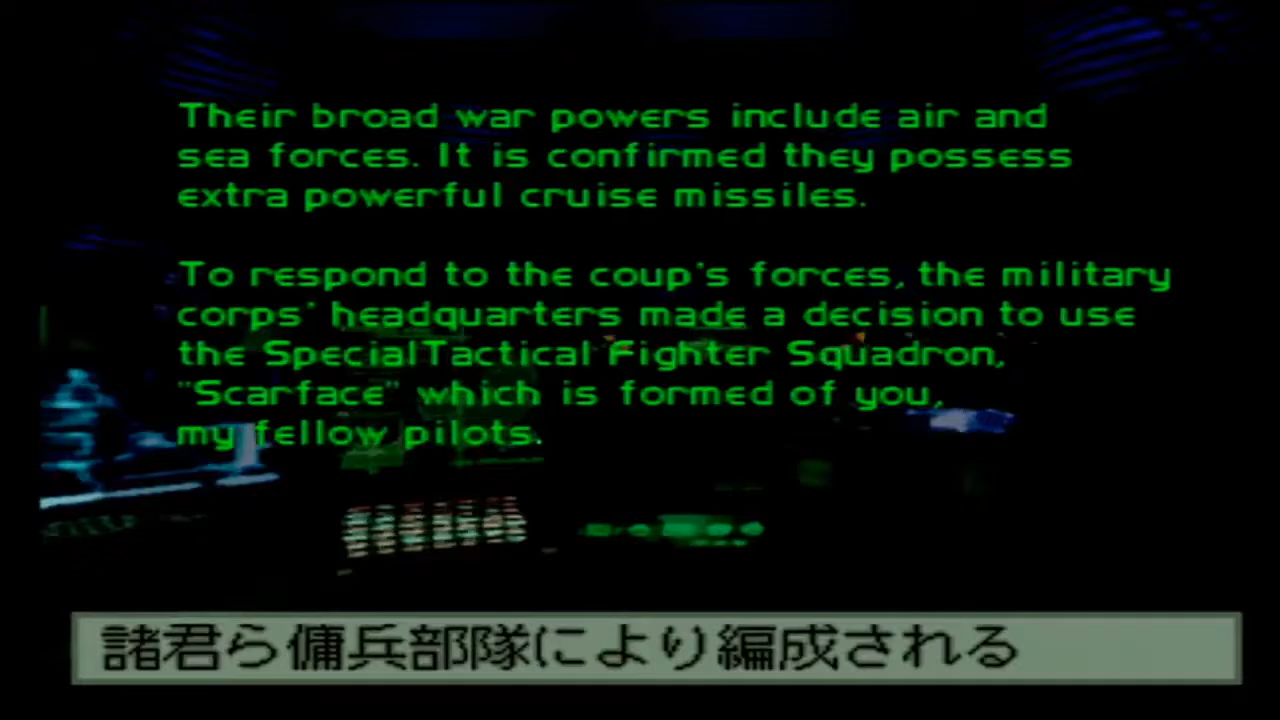 Their broad war powers include air and
sea forces. It is confirmed they possess
extra powerful cruise missiles.
To respond to the coup's forces, the military
corps' headquarters made a decision to use
the SpecialTactical Fighter Squadron,
"Scarface" which is formed of you,
my fellow pilots.
諸君ら傭兵部隊により編成される